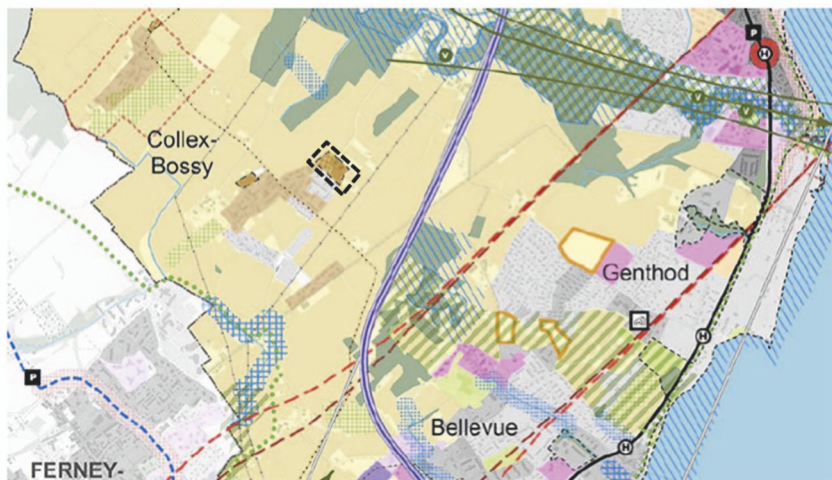 P
H
V
V
V
Collex-
Bossy
Genthod
H
P
Bellevue
H
FERNEY-